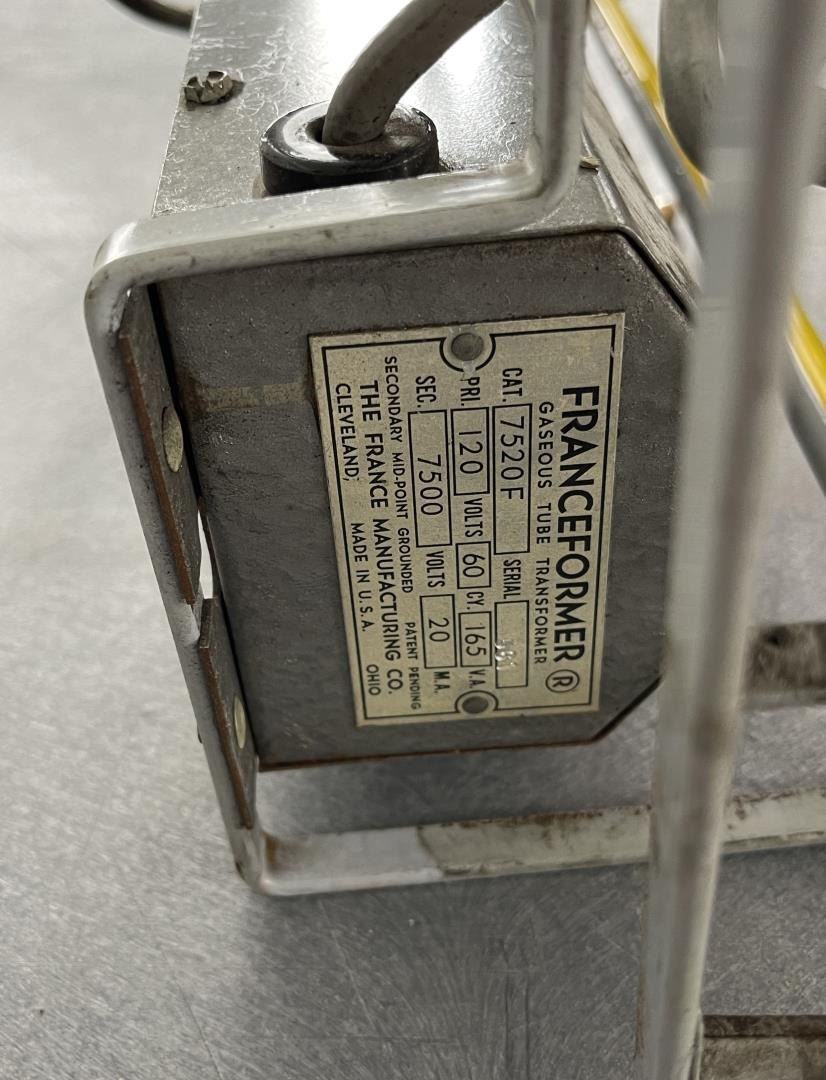 FRANCEFORMER ®
GASEOUS TUBE TRANSFORMER
CAT. 7520F SERIAL
PRI. 120 VOLTS 60 CY. 165 V.A.
SEC. 7500 VOLTS 20 M.A.
SECONDARY MID-POINT GROUNDED PATENT PENDING
THE FRANCE MANUFACTURING CO.
CLEVELAND, MADE IN U.S.A. OHIO